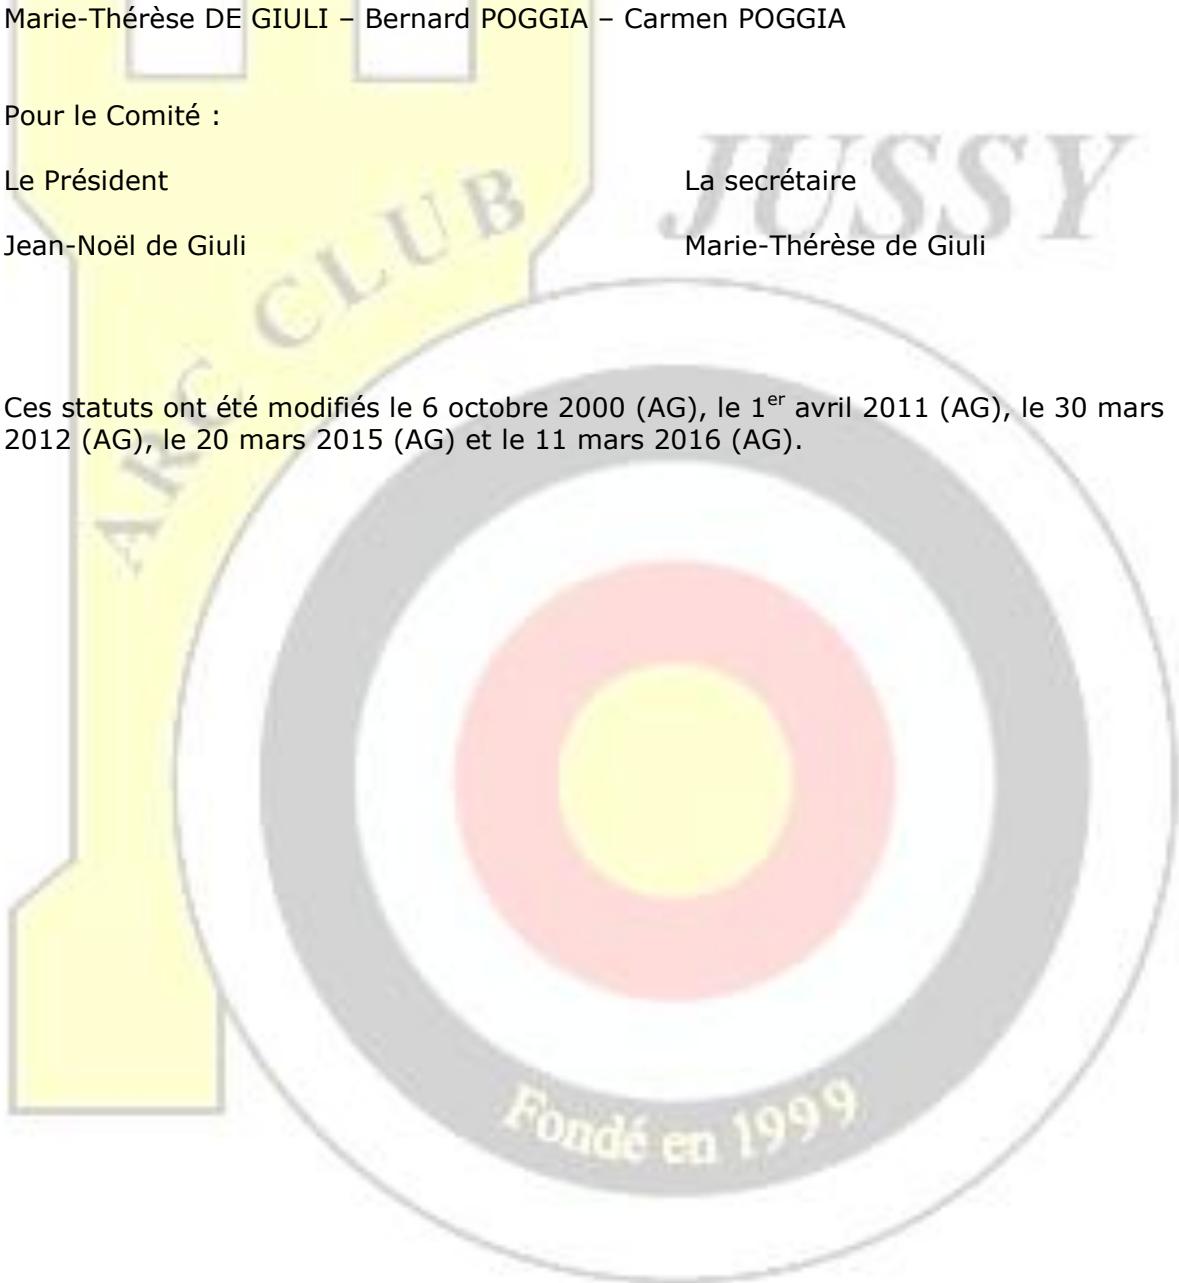 Marie-Thérèse DE GIULI – Bernard POGGIA – Carmen POGGIA
Pour le Comité :
JUSSY
Le Président La secrétaire
ARC CLUB
Jean-Noël de Giuli Marie-Thérèse de Giuli
Ces statuts ont été modifiés le 6 octobre 2000 (AG), le 1er avril 2011 (AG), le 30 mars
2012 (AG), le 20 mars 2015 (AG) et le 11 mars 2016 (AG).
Fondé en 1999